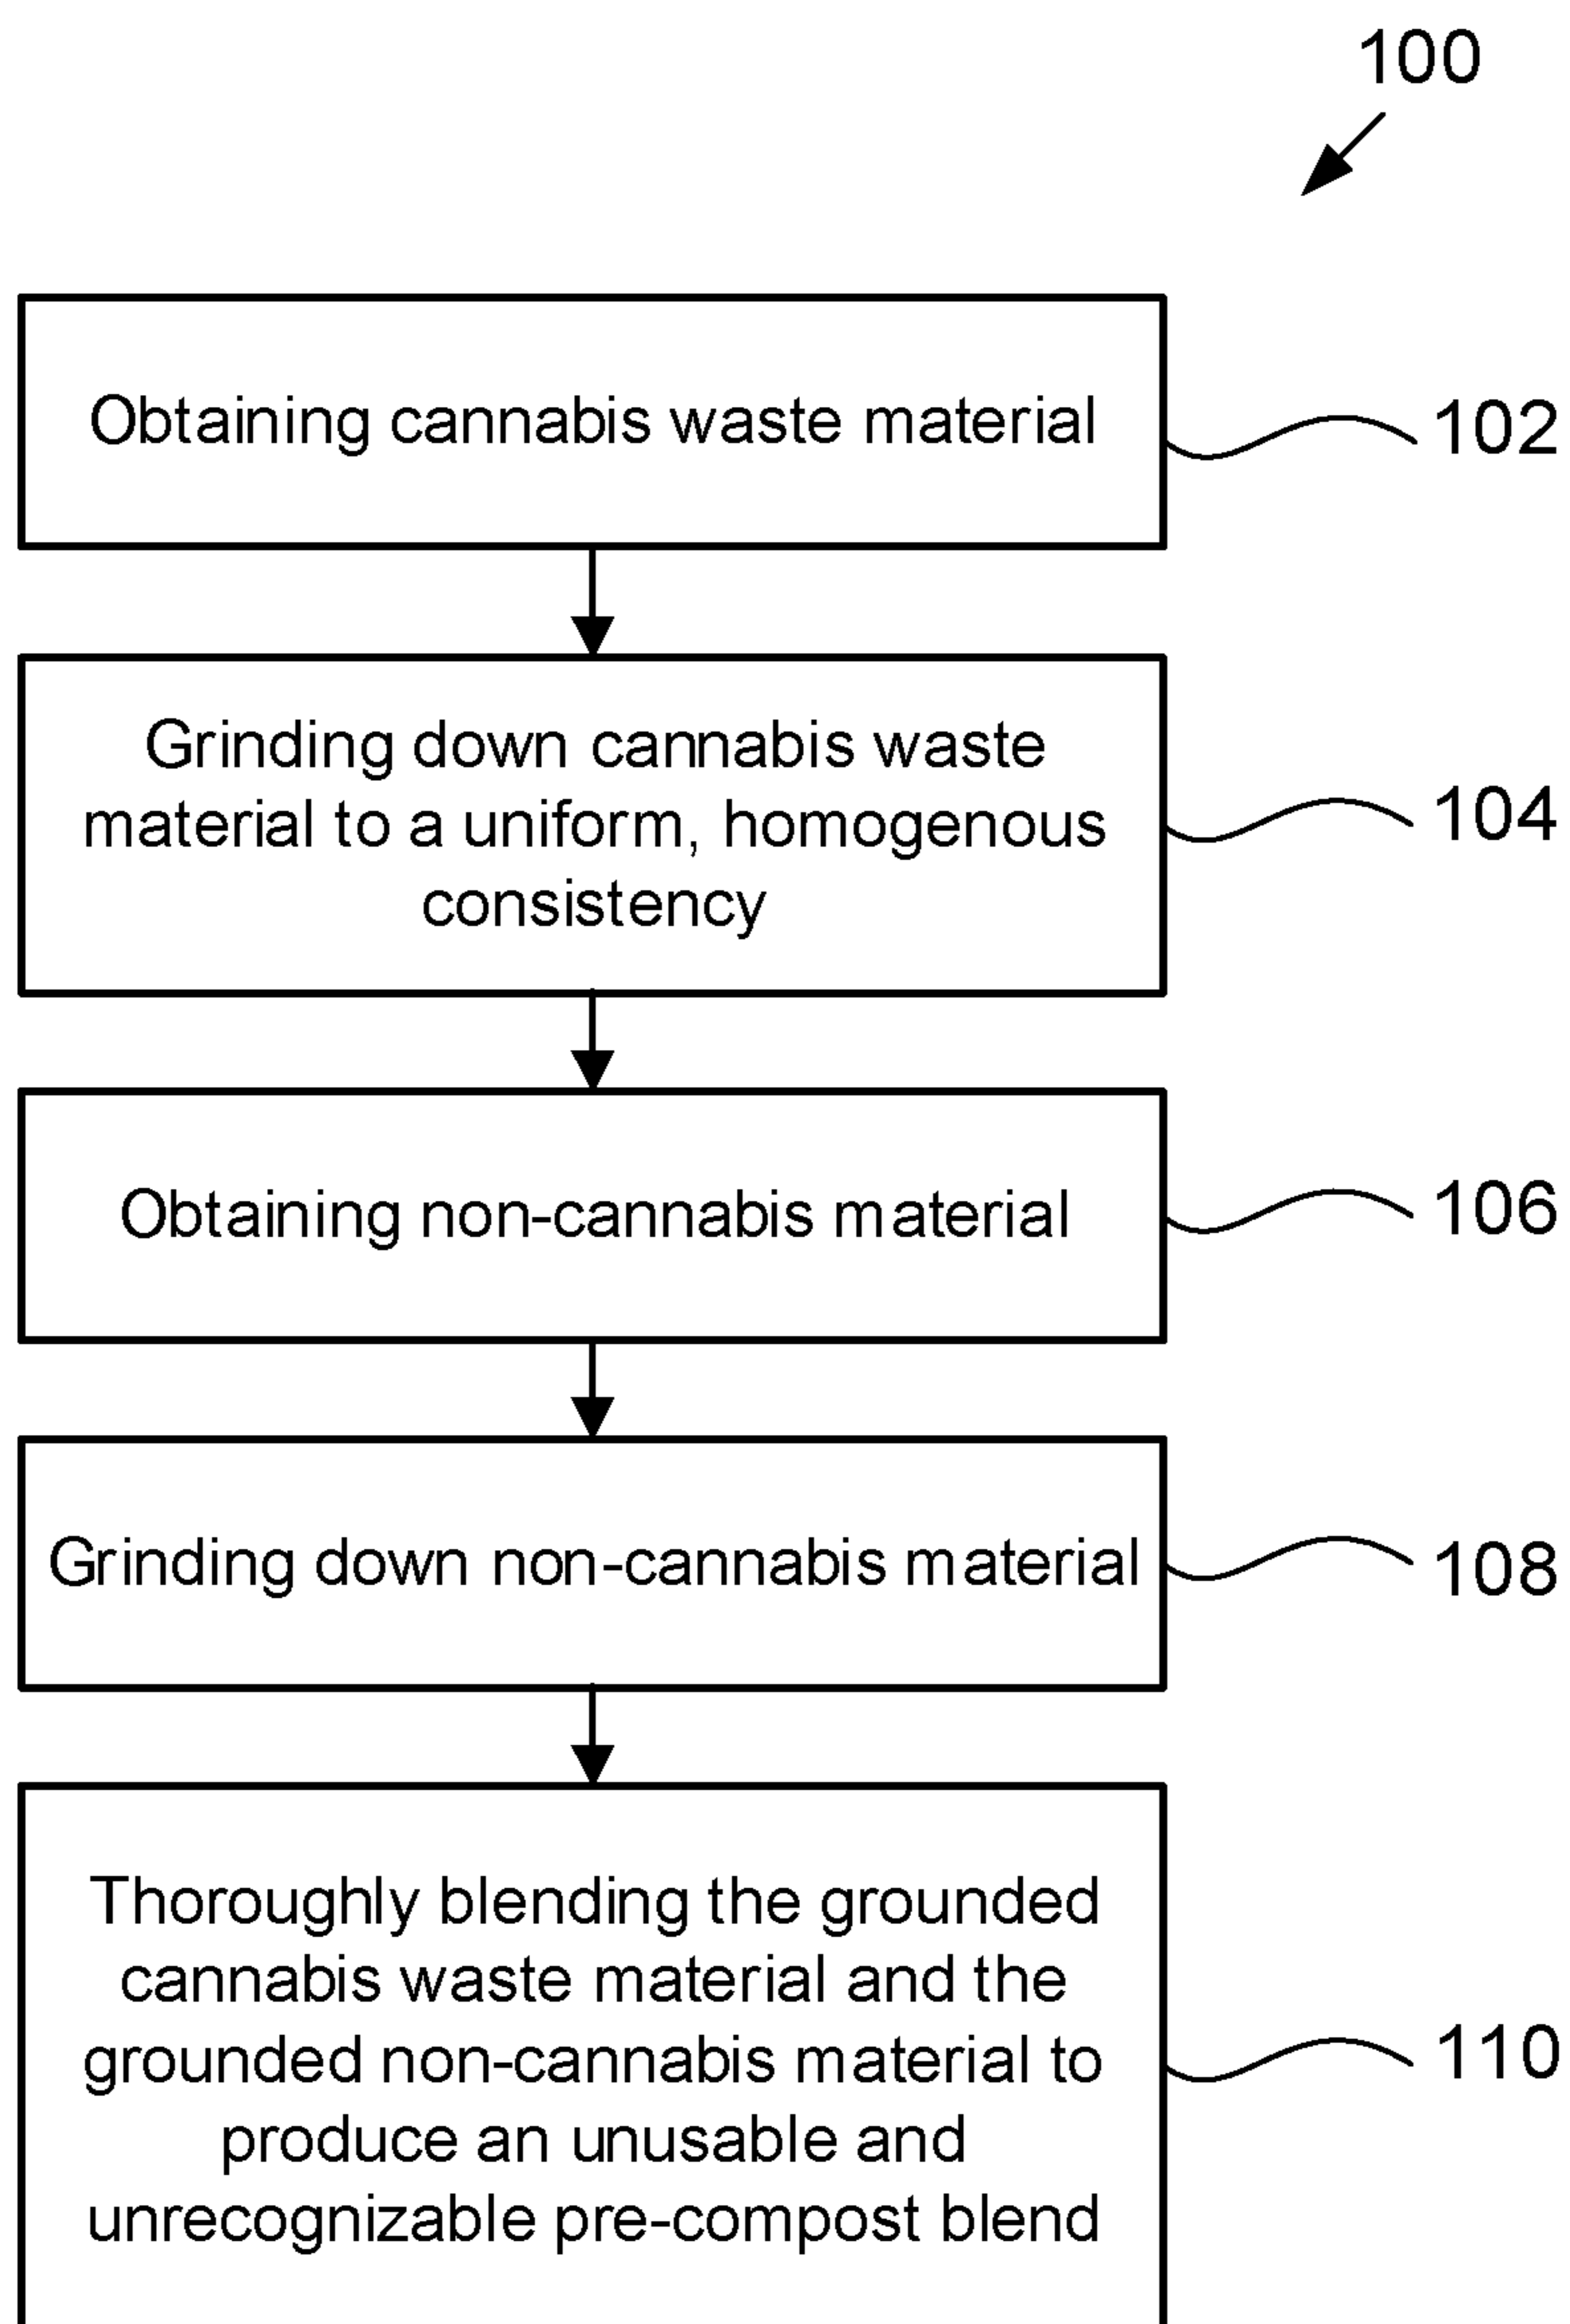 100
Obtaining cannabis waste material
102
Grinding down cannabis waste
material to a uniform, homogenous
consistency
104
Obtaining non-cannabis material
106
Grinding down non-cannabis material
108
Thoroughly blending the grounded
cannabis waste material and the
grounded non-cannabis material to
produce an unusable and
unrecognizable pre-compost blend
110